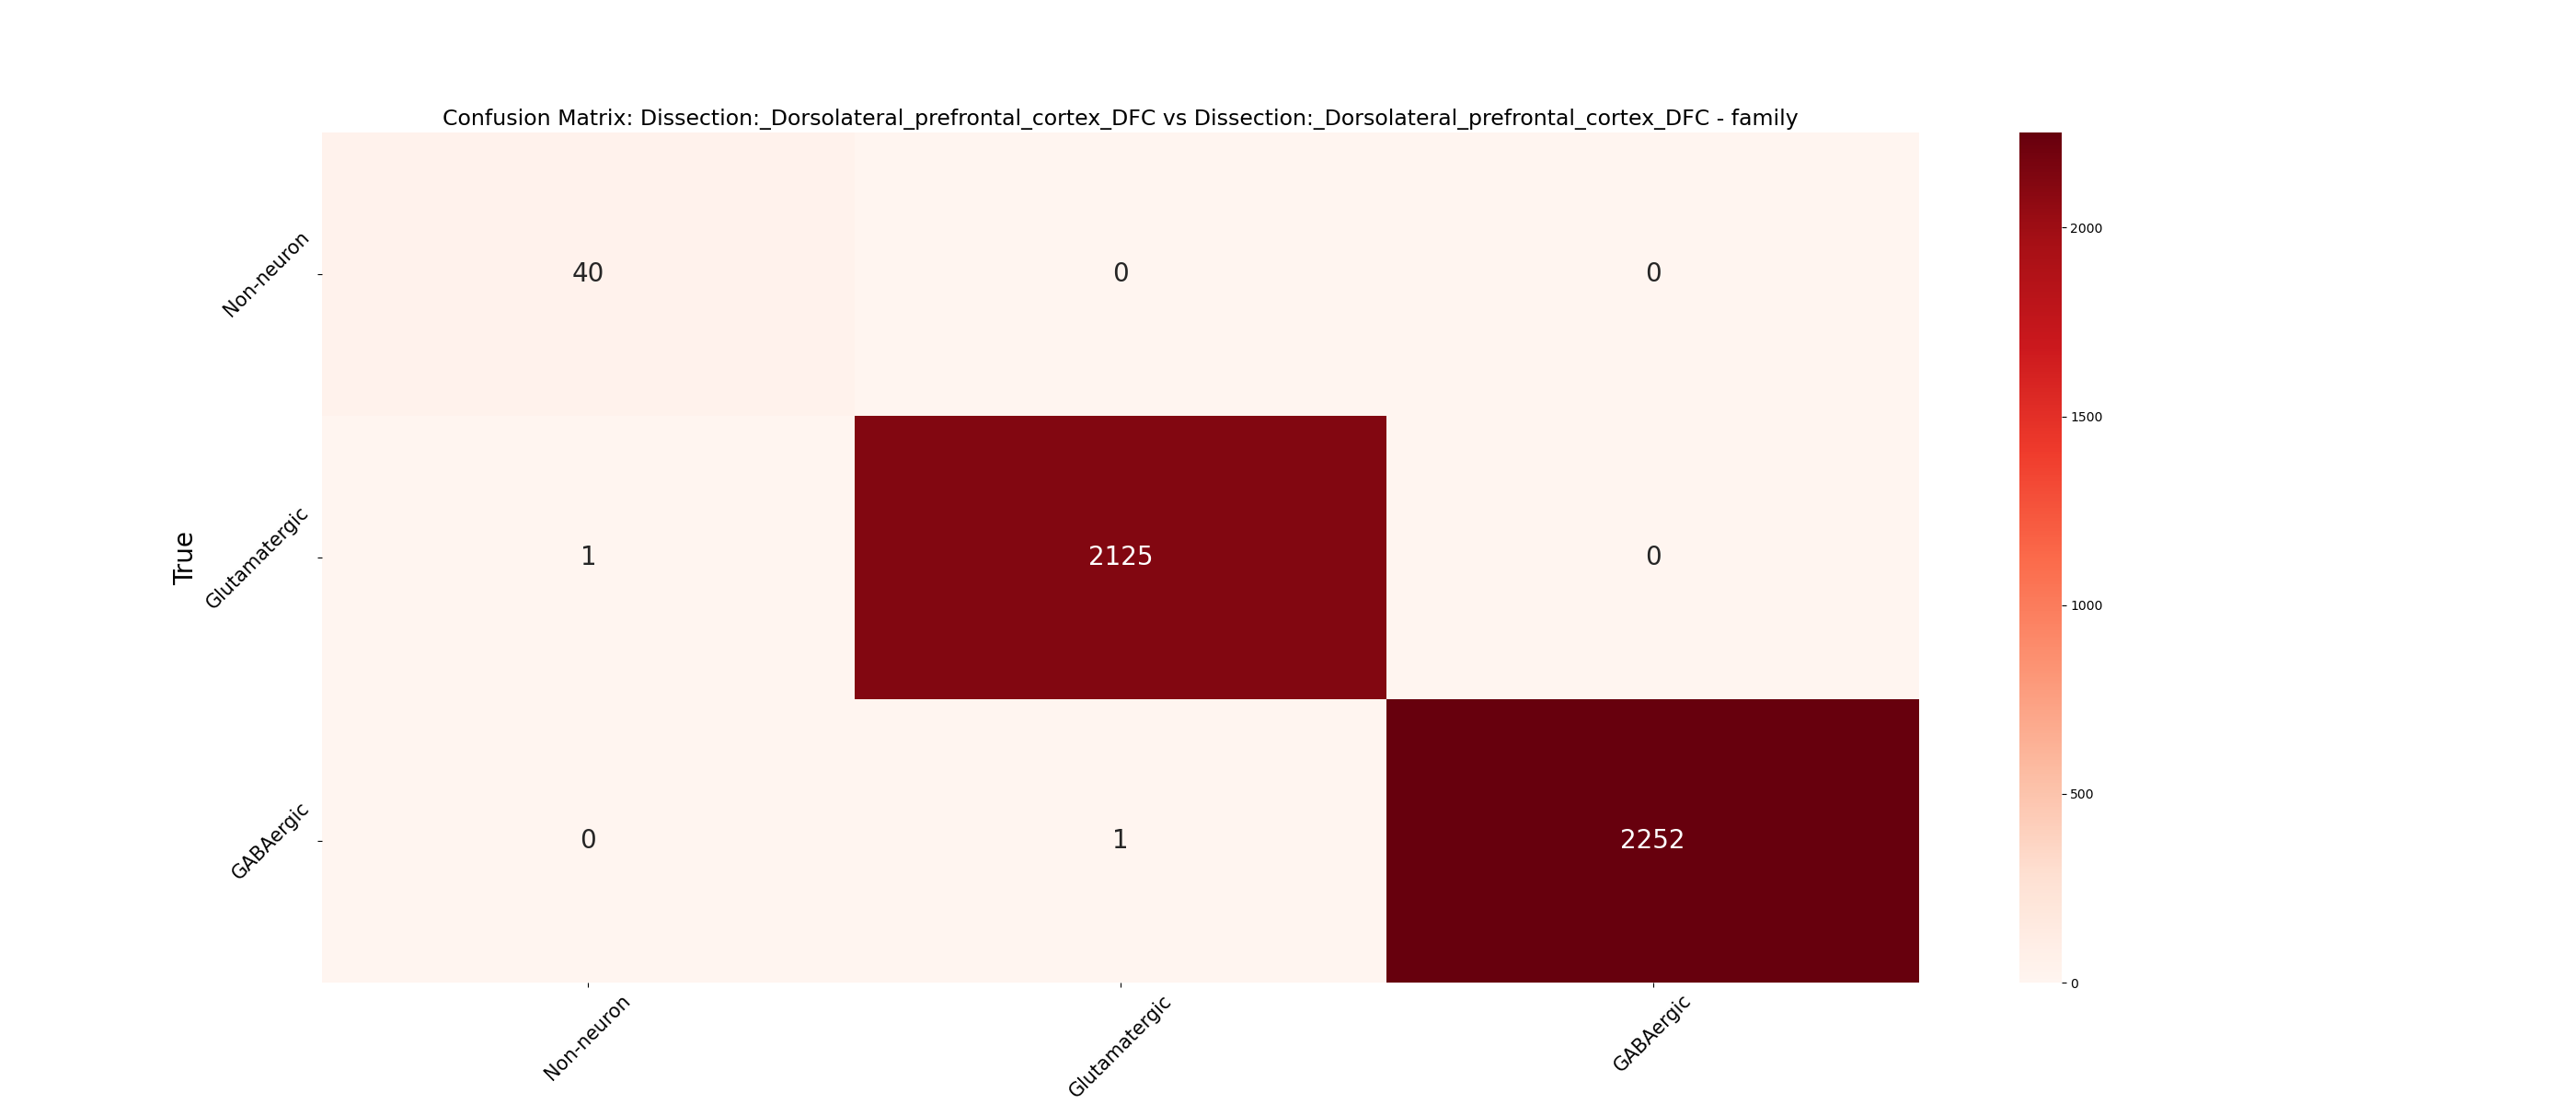 Confusion Matrix: Dissection:_Dorsolateral_prefrontal_cortex_DFC vs Dissection:_Dorsolateral_prefrontal_cortex_DFC - family
True
Non-neuron
40
0
0
Glutamatergic
1
2125
0
GABAergic
0
1
2252
Non-neuron
Glutamatergic
GABAergic
2000
1500
1000
500
0